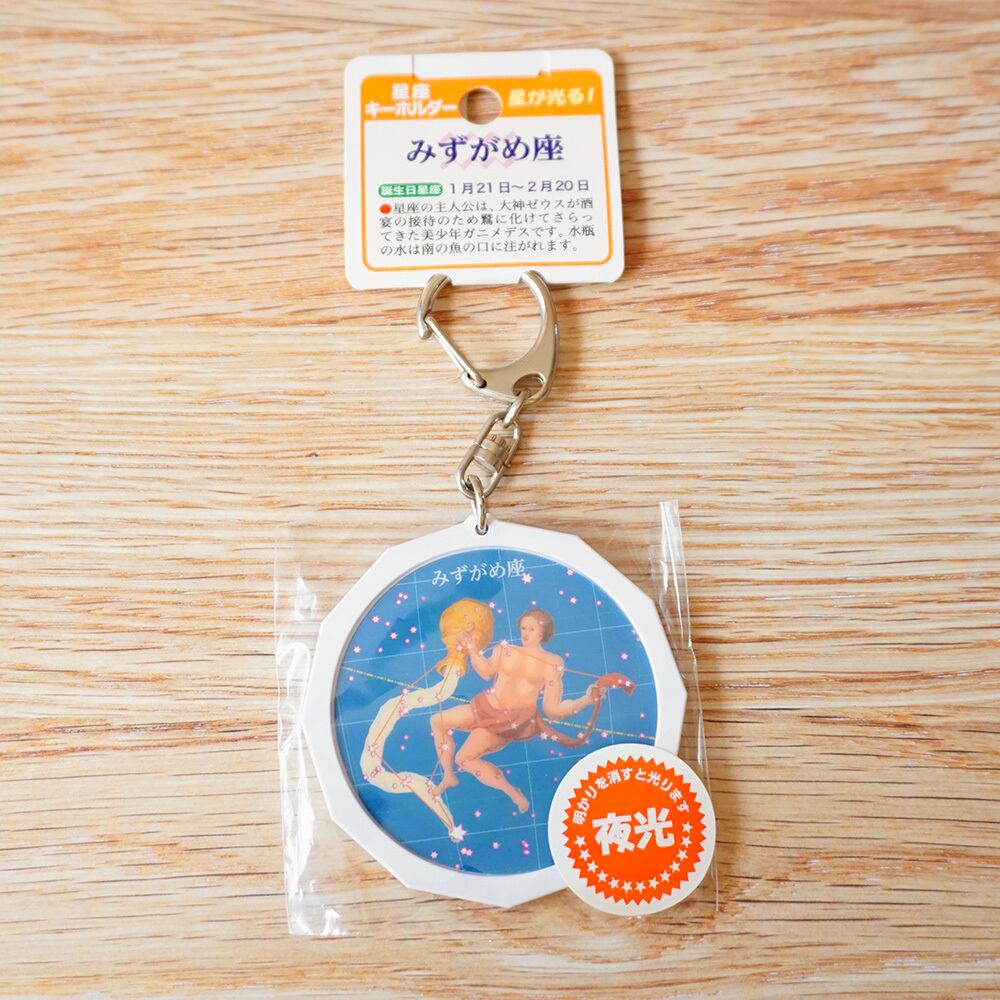 星座
キーホルダー
星が光る!
みずがめ座
誕生日星座 1月21日〜2月20日
●星座の主人公は、大神ゼウスが酒
宴の接待のため鷲に化けてさらっ
てきた美少年ガニメデスです。水瓶
の水は南の魚の口に注がれます。
みずがめ座
明かりを消すと光ります
夜光